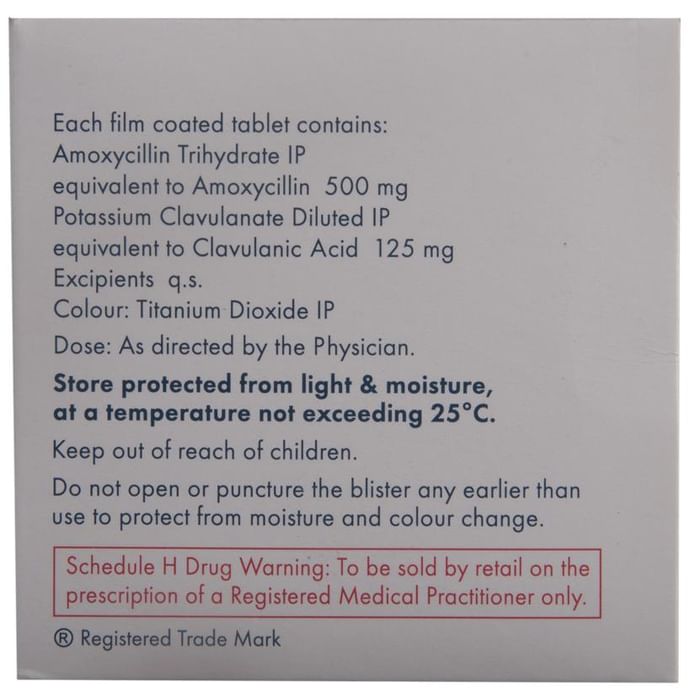 Each film coated tablet contains:
Amoxycillin Trihydrate IP
equivalent to Amoxycillin 500 mg
Potassium Clavulanate Diluted IP
equivalent to Clavulanic Acid 125 mg
Excipients q.s.
Colour: Titanium Dioxide IP
Dose: As directed by the Physician.
Store protected from light & moisture,
at a temperature not exceeding 25°C.
Keep out of reach of children.
Do not open or puncture the blister any earlier than
use to protect from moisture and colour change.
Schedule H Drug Warning: To be sold by retail on the
prescription of a Registered Medical Practitioner only.
® Registered Trade Mark